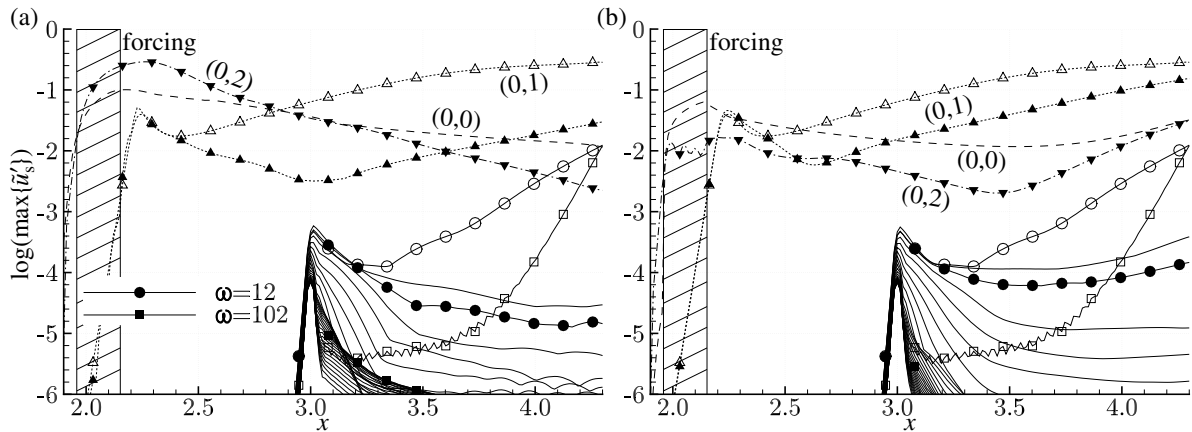 (a)
0
-1
-2
-3
-4
-5
-6
log(max{ũ′ₛ})
forcing
(0,2)
(0,1)
(0,0)
ω=12
ω=102
2.0 2.5 3.0 3.5 4.0
x
(b)
0
-1
-2
-3
-4
-5
-6
forcing
(0,1)
(0,0)
(0,2)
2.0 2.5 3.0 3.5 4.0
x